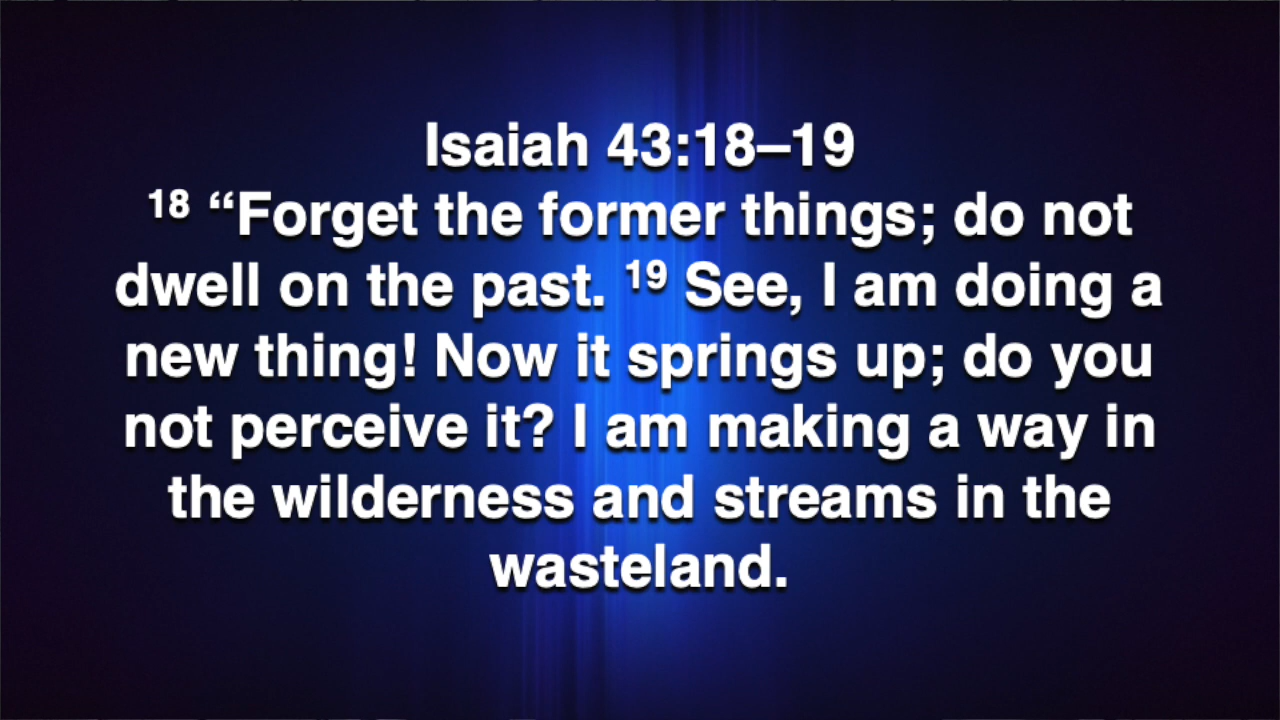 Isaiah 43:18–19
18 “Forget the former things; do not
dwell on the past. 19 See, I am doing a
new thing! Now it springs up; do you
not perceive it? I am making a way in
the wilderness and streams in the
wasteland.